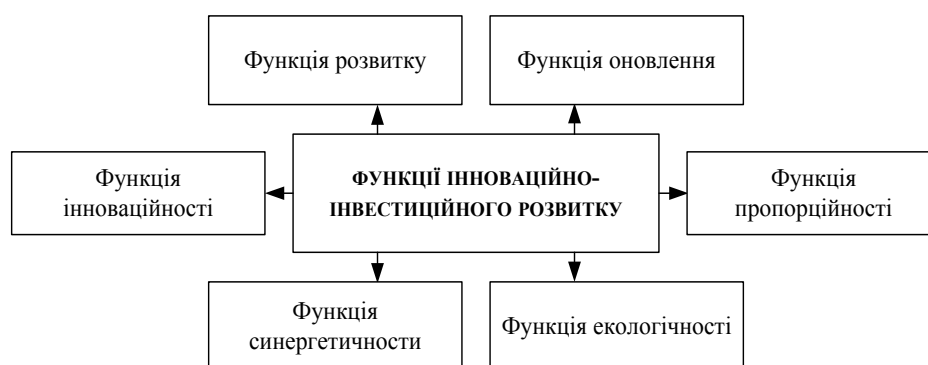 Функція розвитку
Функція оновлення
Функція
інноваційності
ФУНКЦІЇ ІННОВАЦІЙНО-
ІНВЕСТИЦІЙНОГО РОЗВИТКУ
Функція
пропорційності
Функція
синергетичности
Функція екологічності